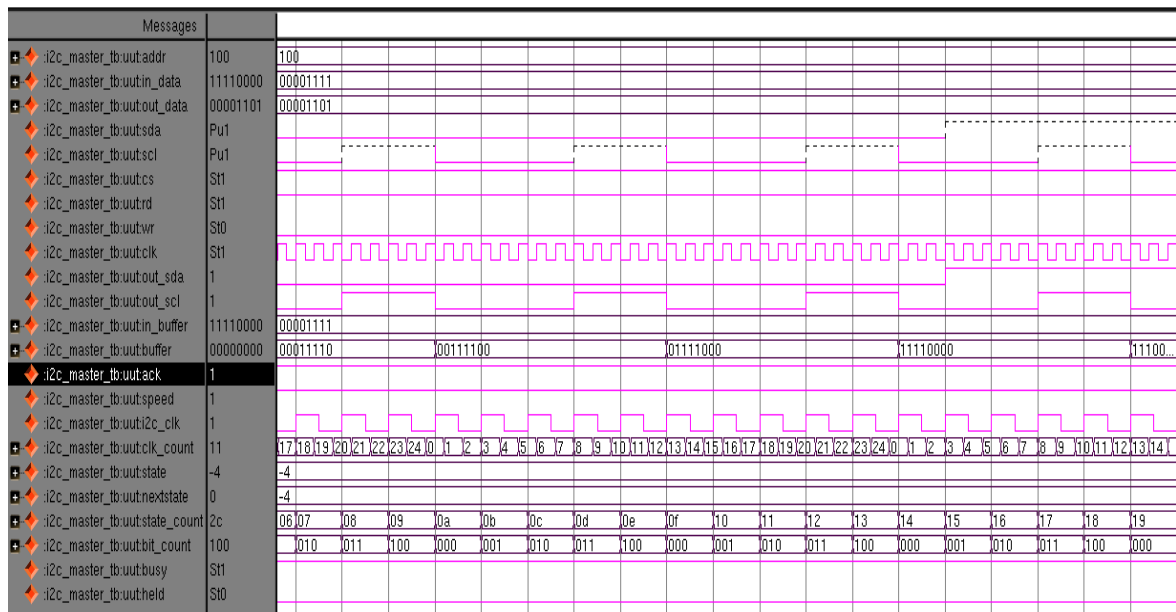 Messages
:i2c_master_tb:uut:addr 100 100
:i2c_master_tb:uut:in_data 11110000 00001111
:i2c_master_tb:uut:out_data 00001101 00001101
:i2c_master_tb:uut:sda Pu1
:i2c_master_tb:uut:scl Pu1
:i2c_master_tb:uut:cs St1
:i2c_master_tb:uut:rd St1
:i2c_master_tb:uut:wr St0
:i2c_master_tb:uut:clk St1
:i2c_master_tb:uut:out_sda 1
:i2c_master_tb:uut:out_scl 1
:i2c_master_tb:uut:in_buffer 11110000 00001111
:i2c_master_tb:uut:buffer 00000000 00011110 00111100 01111000 11110000 11100...
:i2c_master_tb:uut:ack 1
:i2c_master_tb:uut:speed 1
:i2c_master_tb:uut:i2c_clk 1
:i2c_master_tb:uut:clk_count 11 17 18 19 20 21 22 23 24 0 1 2 3 4 5 6 7 8 9 10 11 12 13 14 15 16 17 18 19 20 21 22 23 24 0 1 2 3 4 5 6 7 8 9 10 11 12 13 14
:i2c_master_tb:uut:state -4 -4
:i2c_master_tb:uut:nextstate 0 -4
:i2c_master_tb:uut:state_count 2c 06 07 08 09 0a 0b 0c 0d 0e 0f 10 11 12 13 14 15 16 17 18 19
:i2c_master_tb:uut:bit_count 100 010 011 100 000 001 010 011 100 000 001 010 011 100 000 001 010 011 100 000
:i2c_master_tb:uut:busy St1
:i2c_master_tb:uut:held St0